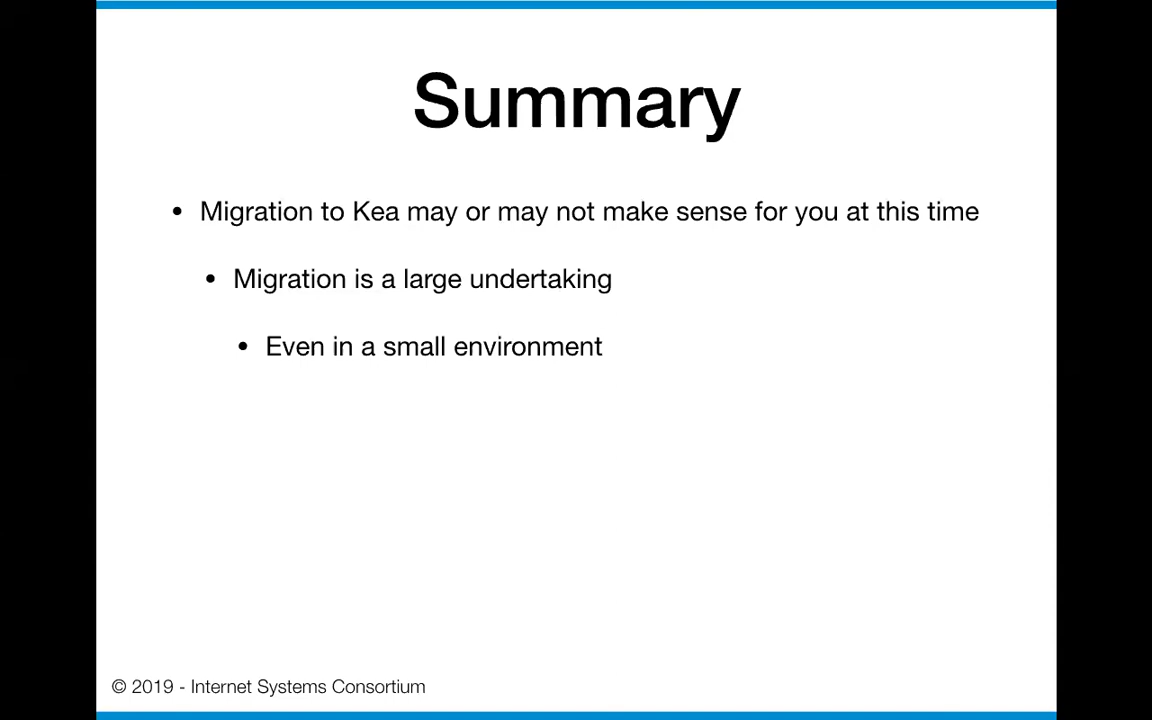 Summary
• Migration to Kea may or may not make sense for you at this time
• Migration is a large undertaking
• Even in a small environment
© 2019 - Internet Systems Consortium